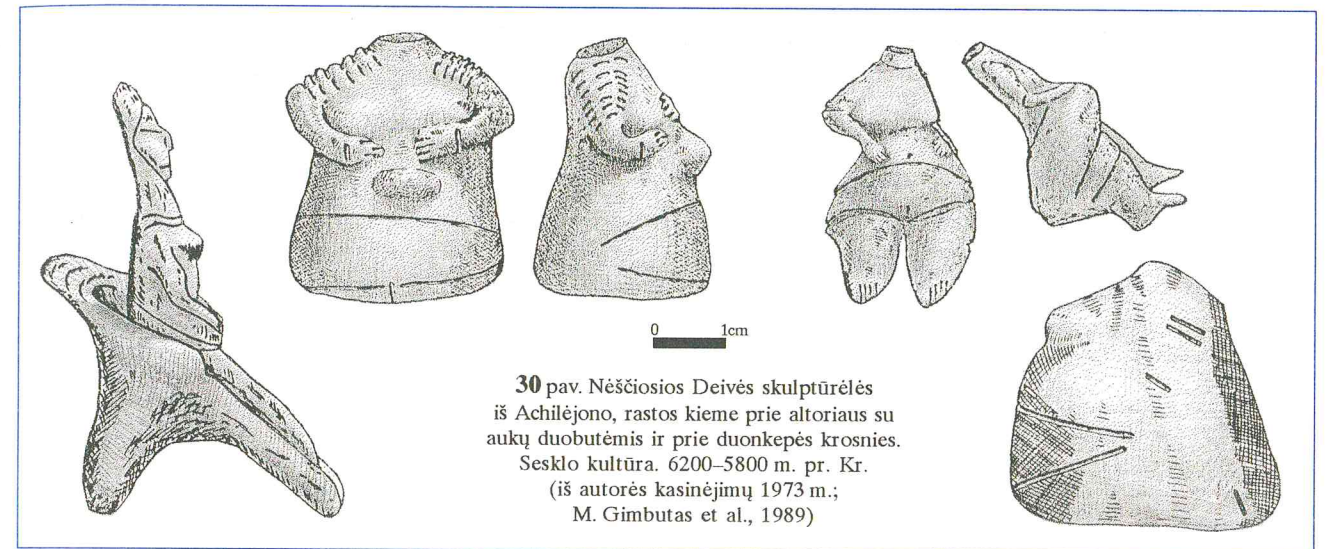 0 1cm
30 pav. Nėščiosios Deivės skulptūrėlės
iš Achilėjono, rastos kieme prie altoriaus su
aukų duobutėmis ir prie duonkepės krosnies.
Sesklo kultūra. 6200–5800 m. pr. Kr.
(iš autorės kasinėjimų 1973 m.;
M. Gimbutas et al., 1989)